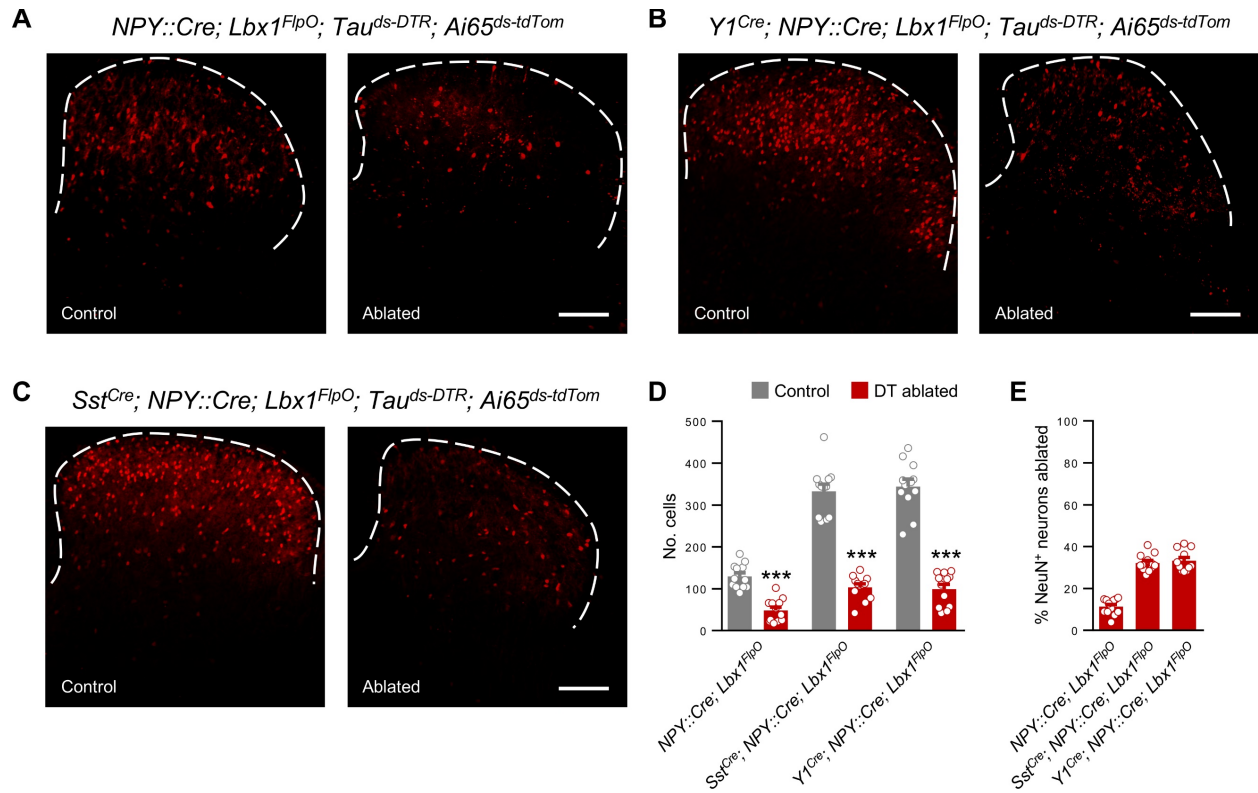 A
NPY::Cre; Lbx1FlpO; Tauds-DTR; Ai65ds-tdTom
Control
Ablated
B
Y1Cre; NPY::Cre; Lbx1FlpO; Tauds-DTR; Ai65ds-tdTom
Control
Ablated
C
SstCre; NPY::Cre; Lbx1FlpO; Tauds-DTR; Ai65ds-tdTom
Control
Ablated
D
Control
DT ablated
No. cells
500
400
300
200
100
0
***
***
***
NPY::Cre; Lbx1FlpO
SstCre; NPY::Cre; Lbx1FlpO
Y1Cre; NPY::Cre; Lbx1FlpO
E
% NeuN+ neurons ablated
100
80
60
40
20
0
NPY::Cre; Lbx1FlpO
SstCre; NPY::Cre; Lbx1FlpO
Y1Cre; NPY::Cre; Lbx1FlpO